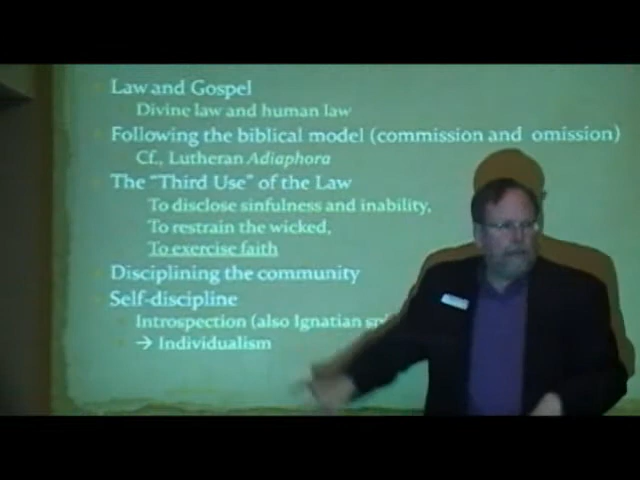 Law and Gospel
Divine law and human law
Following the biblical model (commission and omission)
Cf., Lutheran Adiaphora
The "Third Use" of the Law
To disclose sinfulness and inability,
To restrain the wicked,
To exercise faith
Disciplining the community
Self-discipline
Introspection (also Ignatian
→ Individualism